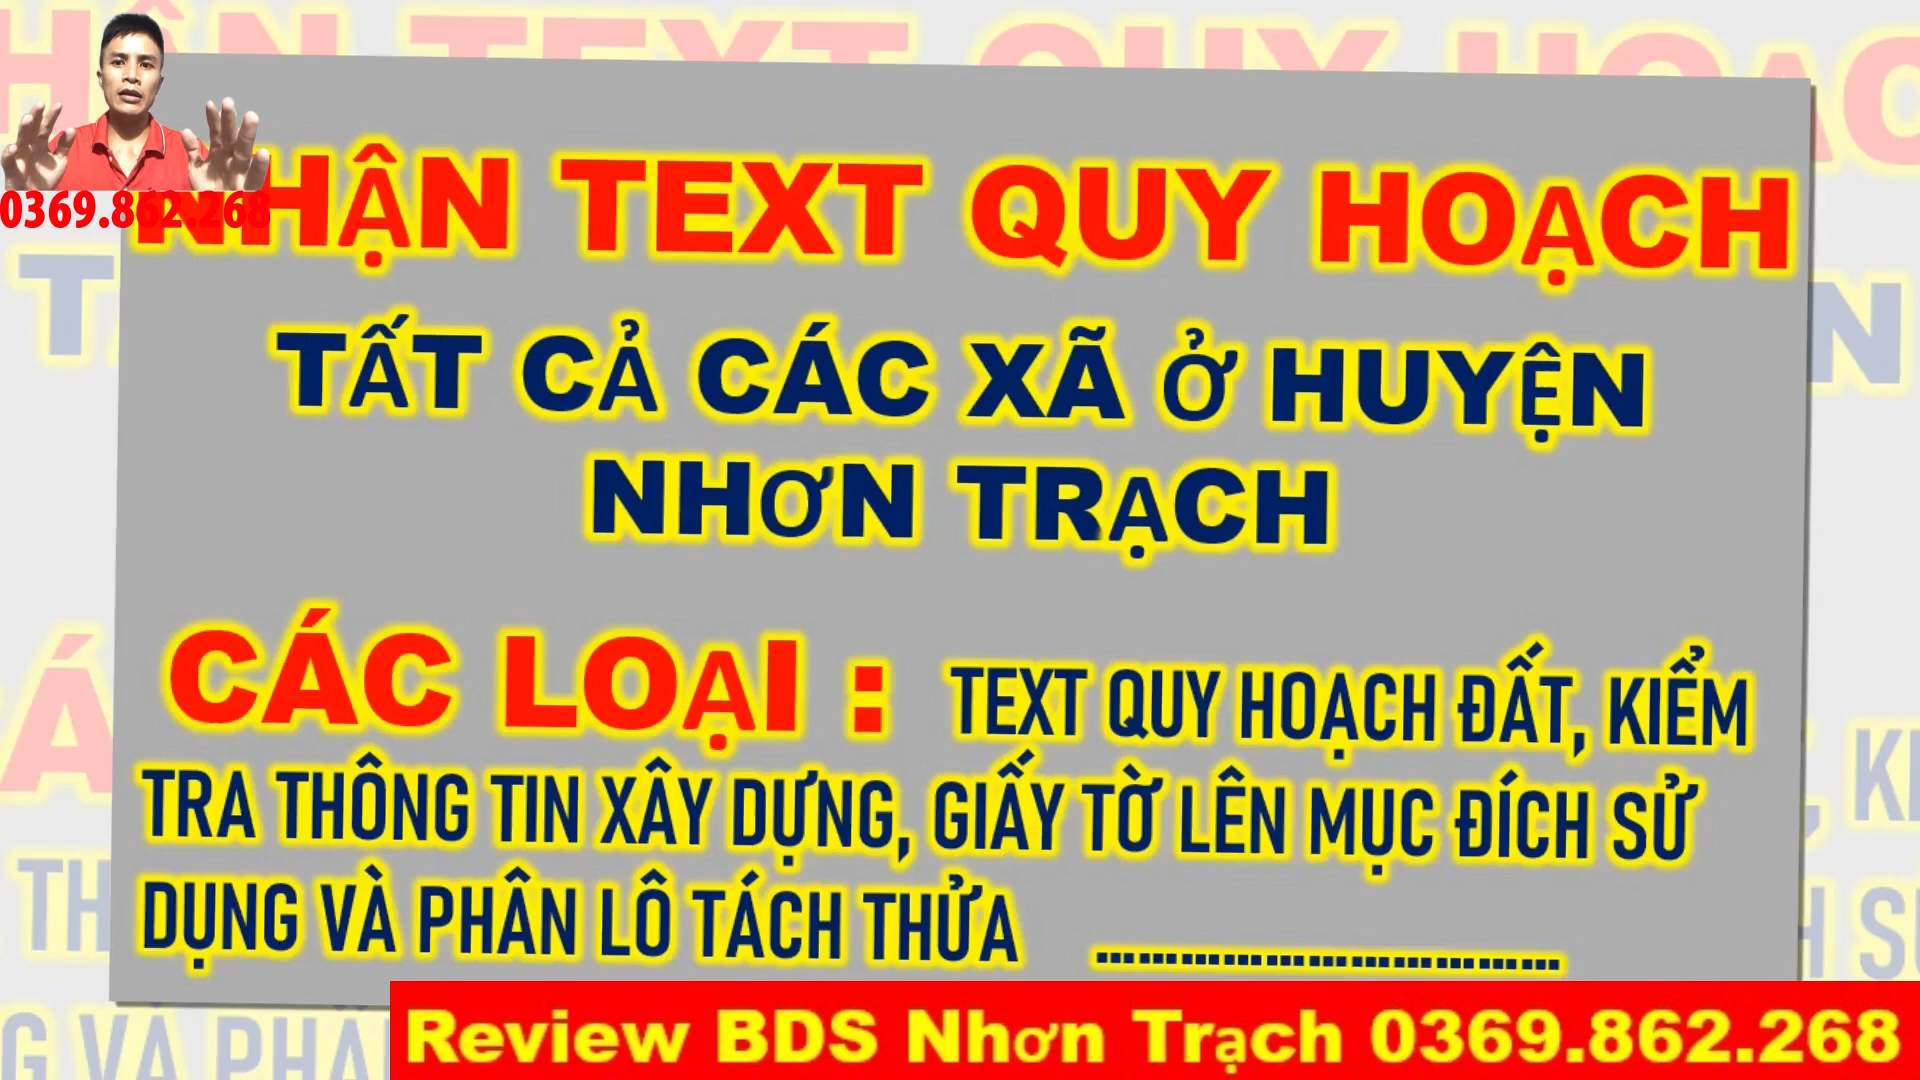 0369.862.268
NHẬN TEXT QUY HOẠCH
TẤT CẢ CÁC XÃ Ở HUYỆN
NHƠN TRẠCH
CÁC LOẠI : TEXT QUY HOẠCH ĐẤT, KIỂM
TRA THÔNG TIN XÂY DỰNG, GIẤY TỜ LÊN MỤC ĐÍCH SỬ
DỤNG VÀ PHÂN LÔ TÁCH THỬA .................................
Review BDS Nhơn Trạch 0369.862.268